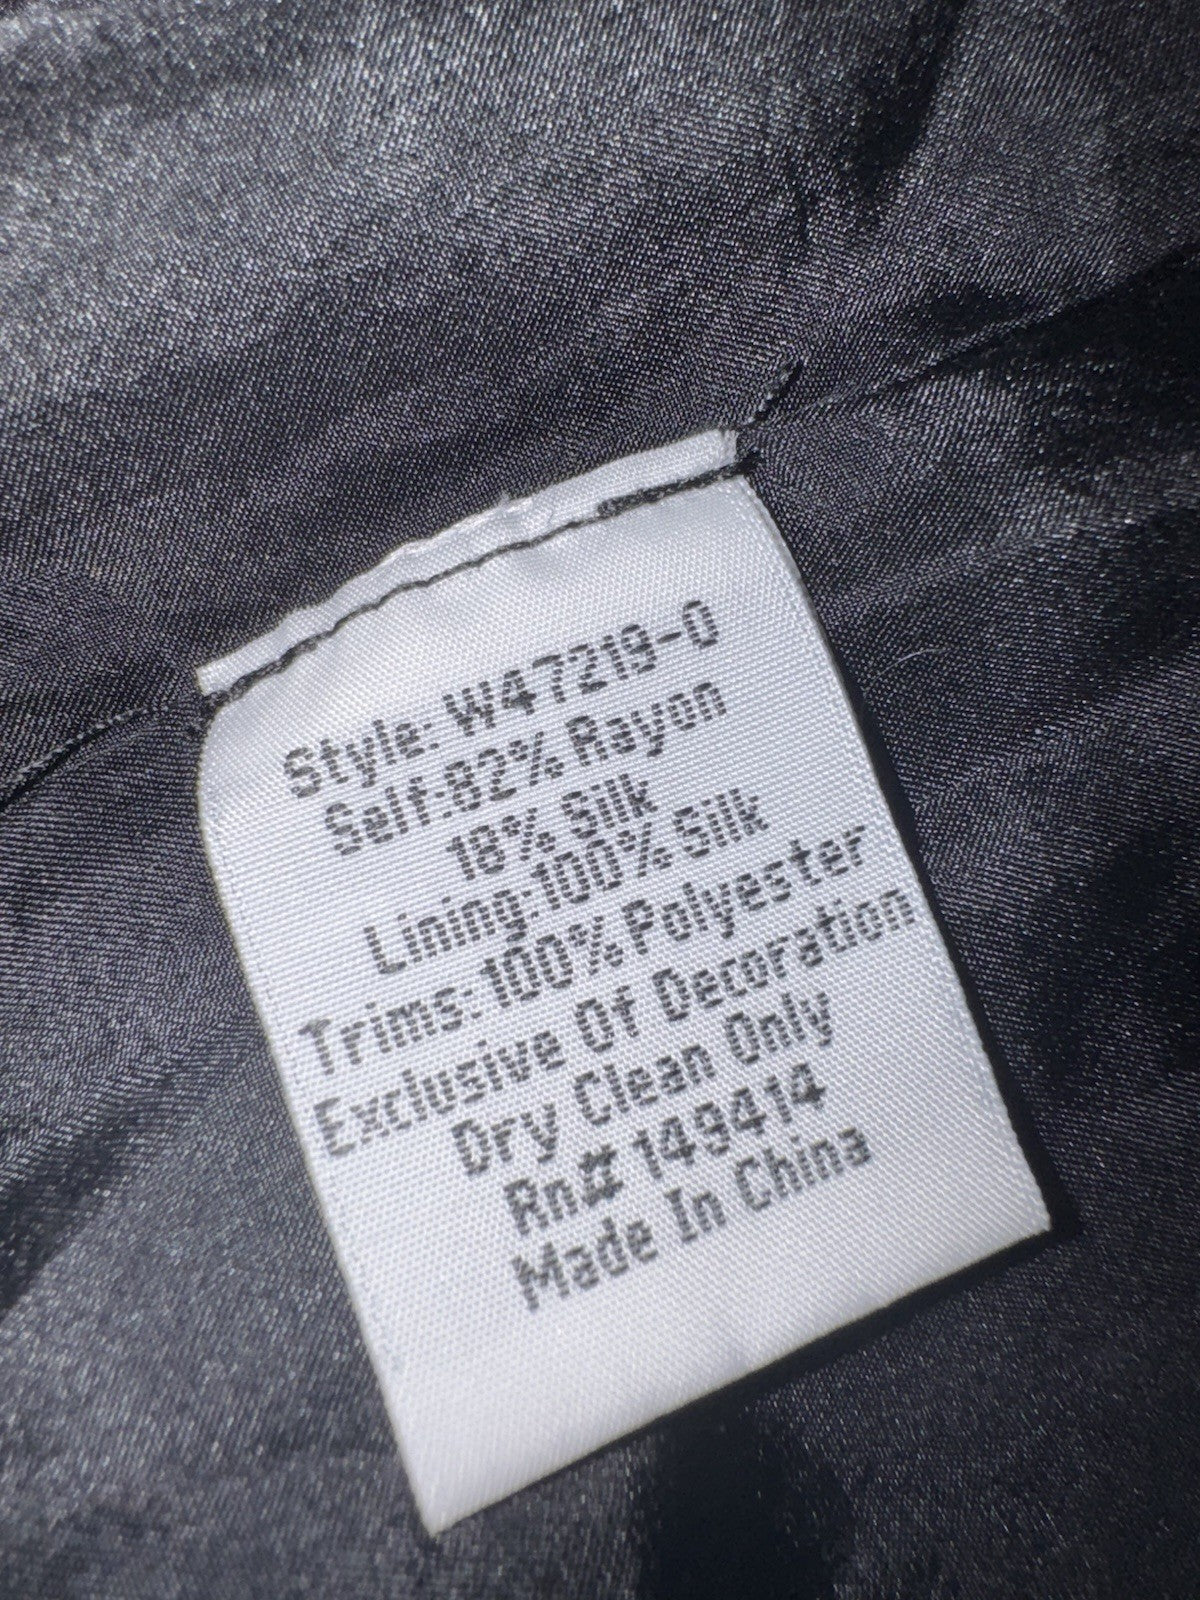 Style: W47219-0
Self:82% Rayon
18% Silk
Lining:100% Silk
Trims:100% Polyester
Exclusive Of Decoration
Dry Clean Only
Rn# 149414
Made In China